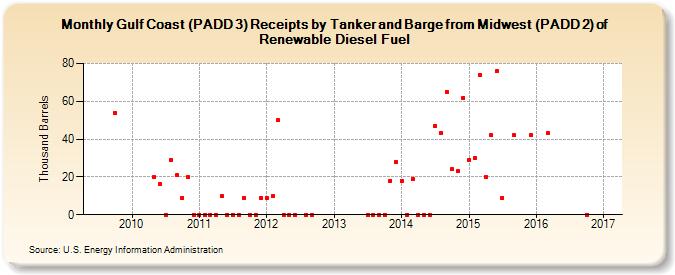 Monthly Gulf Coast (PADD 3) Receipts by Tanker and Barge from Midwest (PADD 2) of
Renewable Diesel Fuel
Thousand Barrels
80
60
40
20
0
2010 2011 2012 2013 2014 2015 2016 2017
Source: U.S. Energy Information Administration